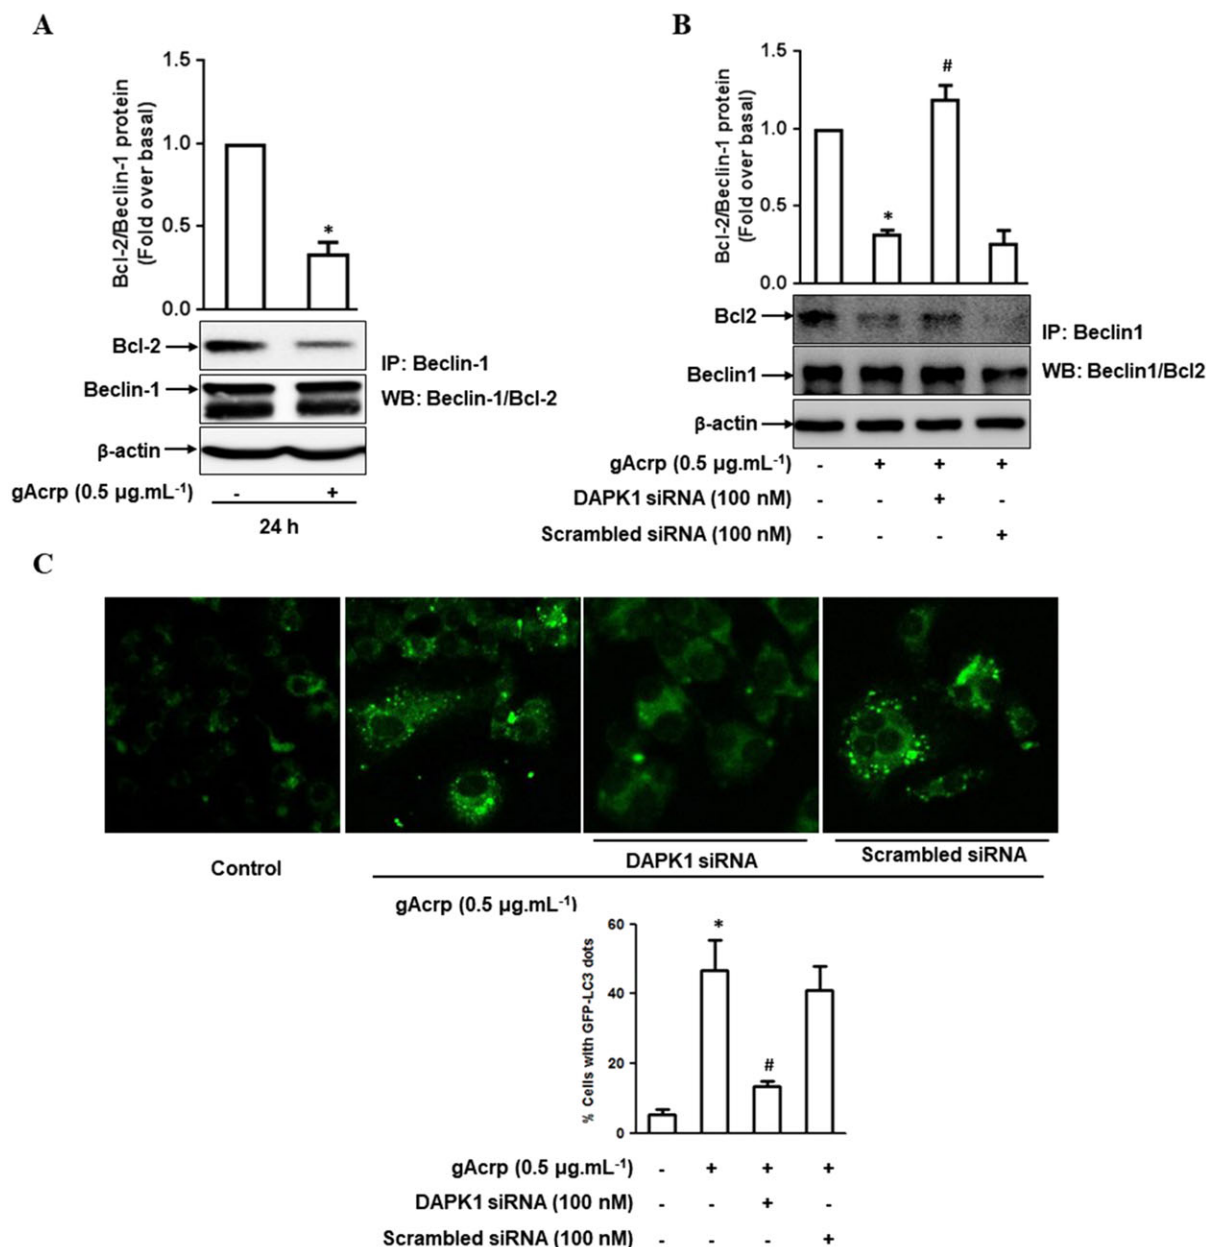 A
Bcl-2/Beclin-1 protein
(Fold over basal)
1.5
1.0
0.5
0.0
*
Bcl-2
Beclin-1
β-actin
IP: Beclin-1
WB: Beclin-1/Bcl-2
gAcrp (0.5 µg.mL-1) - +
24 h
B
Bcl-2/Beclin-1 protein
(Fold over basal)
1.5
1.0
0.5
0.0
*
#
Bcl2
Beclin1
β-actin
IP: Beclin1
WB: Beclin1/Bcl2
gAcrp (0.5 µg.mL-1) - + + +
DAPK1 siRNA (100 nM) - - + -
Scrambled siRNA (100 nM) - - - +
C
Control
DAPK1 siRNA
Scrambled siRNA
gAcrp (0.5 µg.mL-1)
% Cells with GFP-LC3 dots
60
40
20
0
*
#
gAcrp (0.5 µg.mL-1) - + + +
DAPK1 siRNA (100 nM) - - + -
Scrambled siRNA (100 nM) - - - +